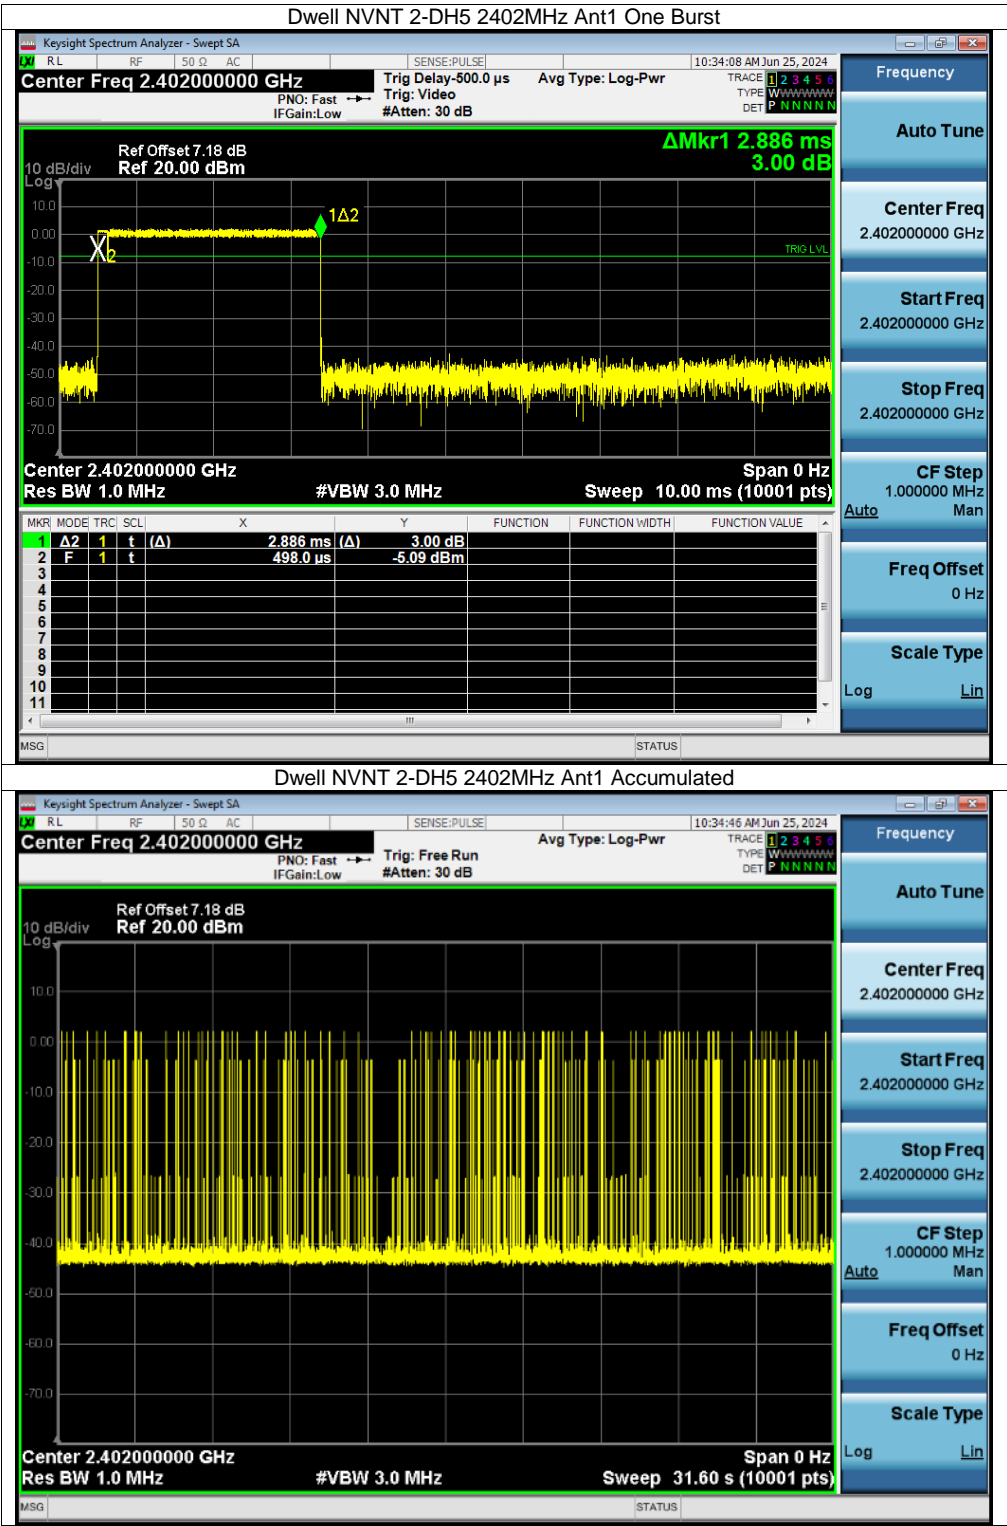 Dwell NVNT 2-DH5 2402MHz Ant1 One Burst
Keysight Spectrum Analyzer - Swept SA
LXI RL RF 50 Ω AC SENSE:PULSE 10:34:08 AM Jun 25, 2024
Center Freq 2.402000000 GHz
PNO: Fast
IFGain:Low
Trig Delay-500.0 µs
Trig: Video
#Atten: 30 dB
Avg Type: Log-Pwr
TRACE 1 2 3 4 5 6
TYPE WWWWWW
DET P N N N N N
Frequency
Auto Tune
Center Freq
2.402000000 GHz
Start Freq
2.402000000 GHz
Stop Freq
2.402000000 GHz
CF Step
1.000000 MHz
Auto Man
Freq Offset
0 Hz
Scale Type
Log Lin
ΔMkr1 2.886 ms
3.00 dB
Ref Offset 7.18 dB
10 dB/div Ref 20.00 dBm
Log
10.0
0.00
-10.0
-20.0
-30.0
-40.0
-50.0
-60.0
-70.0
1Δ2
2
TRIG LVL
Center 2.402000000 GHz Span 0 Hz
Res BW 1.0 MHz #VBW 3.0 MHz Sweep 10.00 ms (10001 pts)
MKR MODE TRC SCL X Y FUNCTION FUNCTION WIDTH FUNCTION VALUE
1 Δ2 1 t (Δ) 2.886 ms (Δ) 3.00 dB
2 F 1 t 498.0 µs -5.09 dBm
3
4
5
6
7
8
9
10
11
MSG STATUS
Dwell NVNT 2-DH5 2402MHz Ant1 Accumulated
Keysight Spectrum Analyzer - Swept SA
LXI RL RF 50 Ω AC SENSE:PULSE 10:34:46 AM Jun 25, 2024
Center Freq 2.402000000 GHz
PNO: Fast
IFGain:Low
Trig: Free Run
#Atten: 30 dB
Avg Type: Log-Pwr
TRACE 1 2 3 4 5 6
TYPE WWWWWW
DET P N N N N N
Frequency
Auto Tune
Center Freq
2.402000000 GHz
Start Freq
2.402000000 GHz
Stop Freq
2.402000000 GHz
CF Step
1.000000 MHz
Auto Man
Freq Offset
0 Hz
Scale Type
Log Lin
Ref Offset 7.18 dB
10 dB/div Ref 20.00 dBm
Log
10.0
0.00
-10.0
-20.0
-30.0
-40.0
-50.0
-60.0
-70.0
Center 2.402000000 GHz Span 0 Hz
Res BW 1.0 MHz #VBW 3.0 MHz Sweep 31.60 s (10001 pts)
MSG STATUS